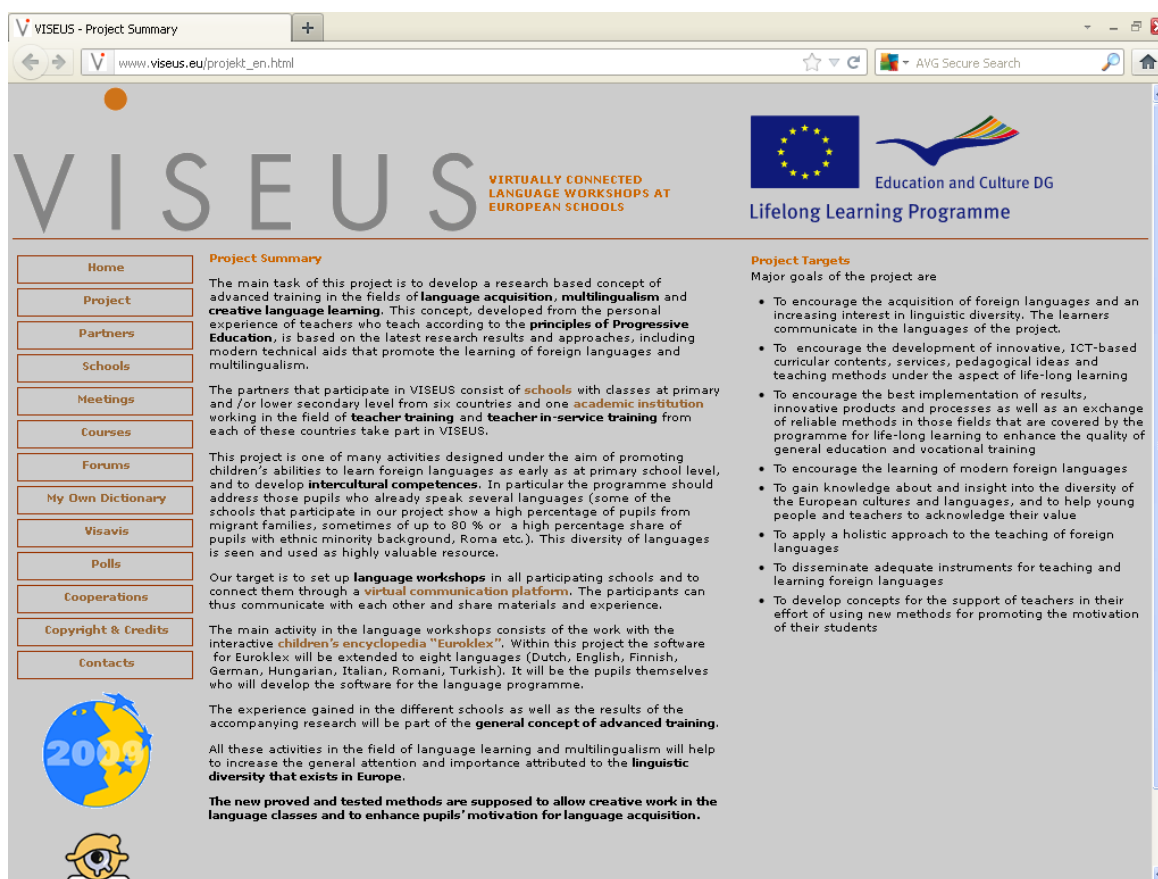 VISEUS - Project Summary
www.viseus.eu/projekt_en.html
AVG Secure Search
VISEUS
VIRTUALLY CONNECTED
LANGUAGE WORKSHOPS AT
EUROPEAN SCHOOLS
Education and Culture DG
Lifelong Learning Programme
Home
Project
Partners
Schools
Meetings
Courses
Forums
My Own Dictionary
Visavis
Polls
Cooperations
Copyright & Credits
Contacts
2009
Project Summary
The main task of this project is to develop a research based concept of
advanced training in the fields of language acquisition, multilingualism and
creative language learning. This concept, developed from the personal
experience of teachers who teach according to the principles of Progressive
Education, is based on the latest research results and approaches, including
modern technical aids that promote the learning of foreign languages and
multilingualism.
The partners that participate in VISEUS consist of schools with classes at primary
and /or lower secondary level from six countries and one academic institution
working in the field of teacher training and teacher in-service training from
each of these countries take part in VISEUS.
This project is one of many activities designed under the aim of promoting
children's abilities to learn foreign languages as early as at primary school level,
and to develop intercultural competences. In particular the programme should
address those pupils who already speak several languages (some of the
schools that participate in our project show a high percentage of pupils from
migrant families, sometimes of up to 80 % or a high percentage share of
pupils with ethnic minority background, Roma etc.). This diversity of languages
is seen and used as highly valuable resource.
Our target is to set up language workshops in all participating schools and to
connect them through a virtual communication platform. The participants can
thus communicate with each other and share materials and experience.
The main activity in the language workshops consists of the work with the
interactive children's encyclopedia "Euroklex". Within this project the software
for Euroklex will be extended to eight languages (Dutch, English, Finnish,
German, Hungarian, Italian, Romani, Turkish). It will be the pupils themselves
who will develop the software for the language programme.
The experience gained in the different schools as well as the results of the
accompanying research will be part of the general concept of advanced training.
All these activities in the field of language learning and multilingualism will help
to increase the general attention and importance attributed to the linguistic
diversity that exists in Europe.
The new proved and tested methods are supposed to allow creative work in the
language classes and to enhance pupils' motivation for language acquisition.
Project Targets
Major goals of the project are
• To encourage the acquisition of foreign languages and an
increasing interest in linguistic diversity. The learners
communicate in the languages of the project.
• To encourage the development of innovative, ICT-based
curricular contents, services, pedagogical ideas and
teaching methods under the aspect of life-long learning
• To encourage the best implementation of results,
innovative products and processes as well as an exchange
of reliable methods in those fields that are covered by the
programme for life-long learning to enhance the quality of
general education and vocational training
• To encourage the learning of modern foreign languages
• To gain knowledge about and insight into the diversity of
the European cultures and languages, and to help young
people and teachers to acknowledge their value
• To apply a holistic approach to the teaching of foreign
languages
• To disseminate adequate instruments for teaching and
learning foreign languages
• To develop concepts for the support of teachers in their
effort of using new methods for promoting the motivation
of their students